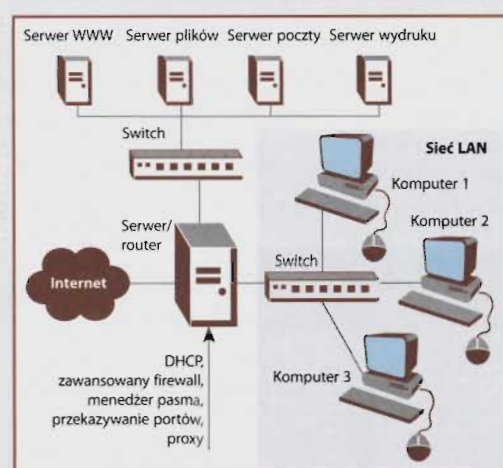 Serwer WWW Serwer plików Serwer poczty Serwer wydruku
Switch
Sieć LAN
Komputer 1
Komputer 2
Serwer/
router
Switch
Internet
Komputer 3
DHCP,
zawansowany firewall,
menedżer pasma,
przekazywanie portów,
proxy